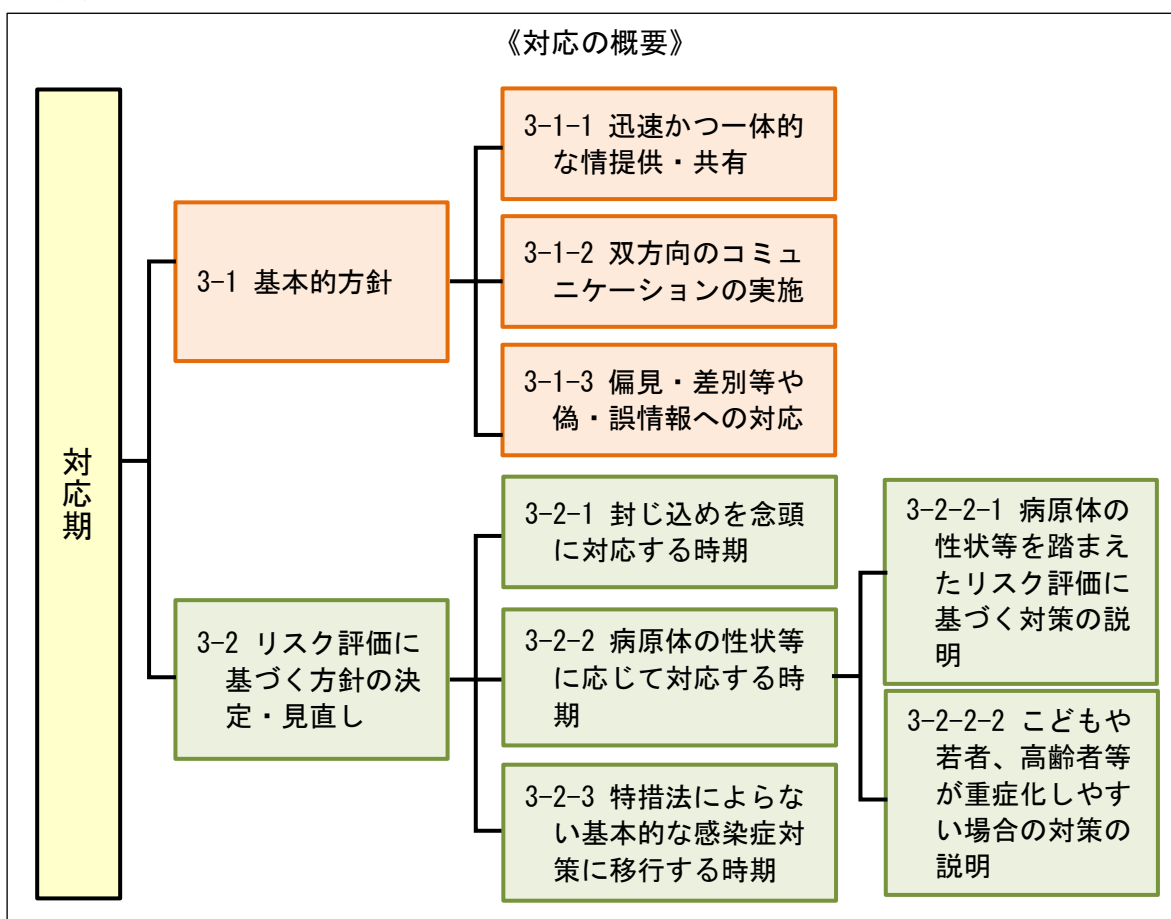 《対応の概要》
対応期
3-1 基本的方針
3-1-1 迅速かつ一体的
な情提供・共有
3-1-2 双方向のコミュ
ニケーションの実施
3-1-3 偏見・差別等や
偽・誤情報への対応
3-2 リスク評価に
基づく方針の決
定・見直し
3-2-1 封じ込めを念頭
に対応する時期
3-2-2 病原体の性状等
に応じて対応する時
期
3-2-2-1 病原体の
性状等を踏まえ
たリスク評価に
基づく対策の説
明
3-2-2-2 こどもや
若者、高齢者等
が重症化しやす
い場合の対策の
説明
3-2-3 特措法によらな
い基本的な感染症対
策に移行する時期